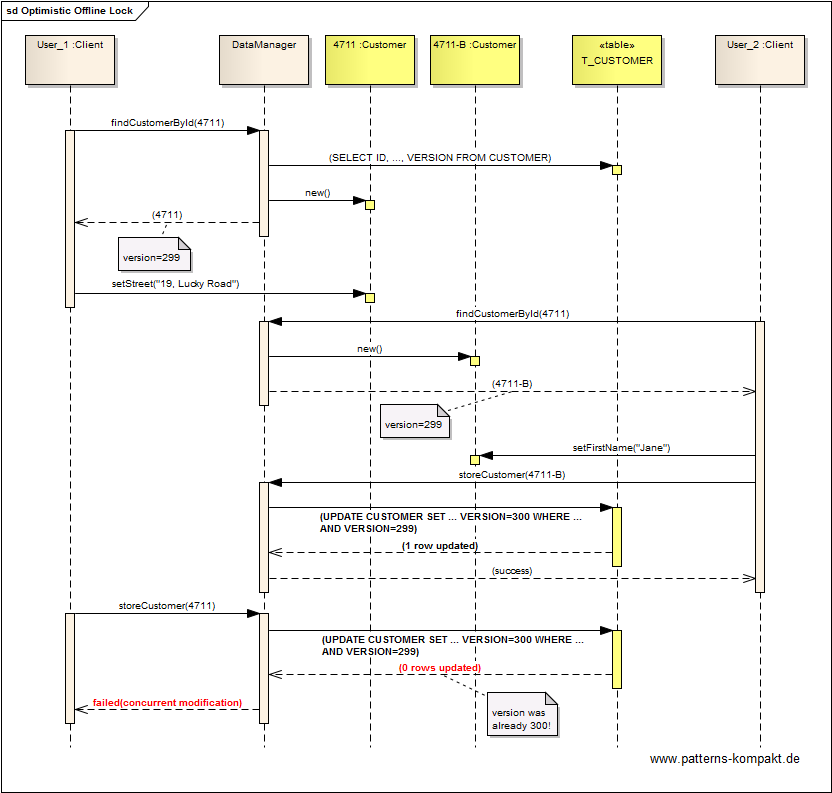 sd Optimistic Offline Lock
User_1 :Client
DataManager
4711 :Customer
4711-B :Customer
«table»
T_CUSTOMER
User_2 :Client
findCustomerById(4711)
(SELECT ID, ..., VERSION FROM CUSTOMER)
new()
(4711)
version=299
setStreet("19, Lucky Road")
findCustomerById(4711)
new()
(4711-B)
version=299
setFirstName("Jane")
storeCustomer(4711-B)
(UPDATE CUSTOMER SET ... VERSION=300 WHERE ...
AND VERSION=299)
(1 row updated)
(success)
storeCustomer(4711)
(UPDATE CUSTOMER SET ... VERSION=300 WHERE ...
AND VERSION=299)
(0 rows updated)
failed(concurrent modification)
version was
already 300!
www.patterns-kompakt.de